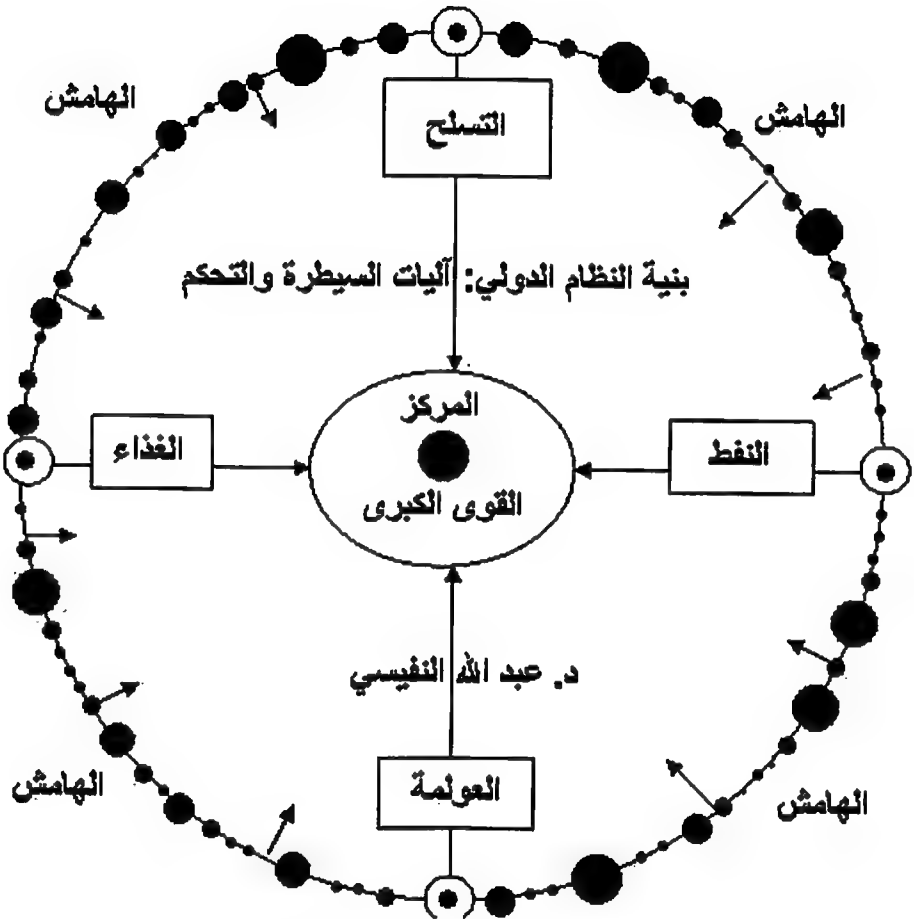 الهامش
الهامش
التسلح
بنية النظام الدولي: آليات السيطرة والتحكم
المركز
القوى الكبرى
النفط
الغذاء
د. عبد الله النفيسي
العولمة
الهامش
الهامش